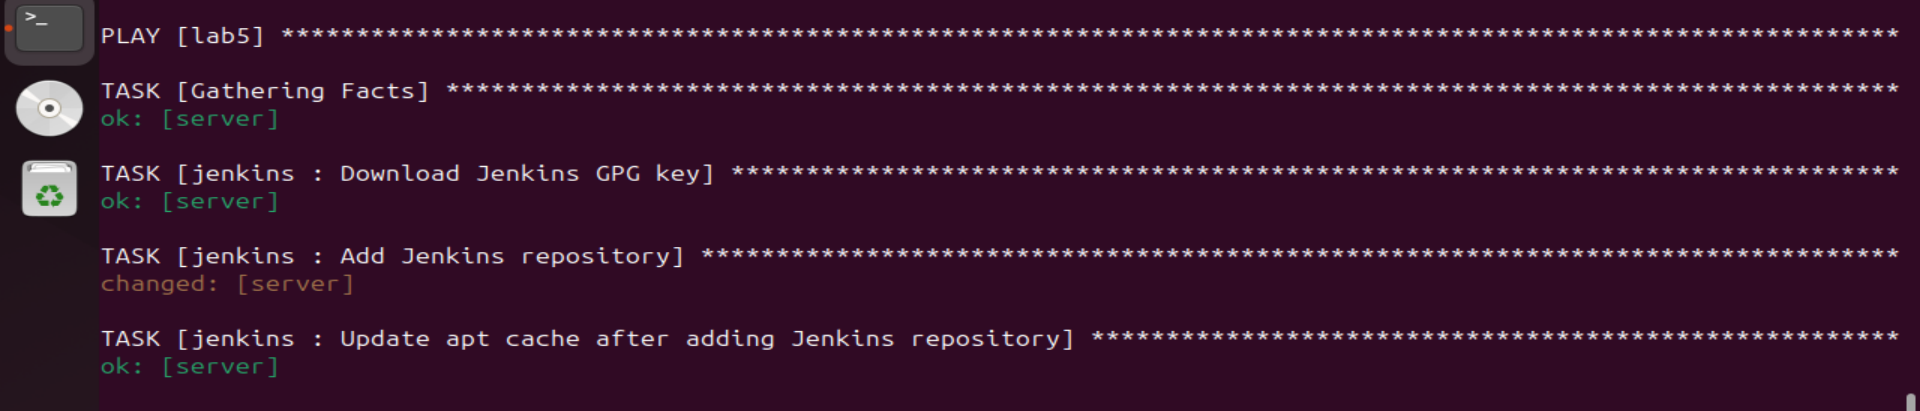 >_
PLAY [lab5] ************************************************************************************************************
TASK [Gathering Facts] *************************************************************************************************
ok: [server]
TASK [jenkins : Download Jenkins GPG key] ******************************************************************************
ok: [server]
TASK [jenkins : Add Jenkins repository] ********************************************************************************
changed: [server]
TASK [jenkins : Update apt cache after adding Jenkins repository] ******************************************************
ok: [server]